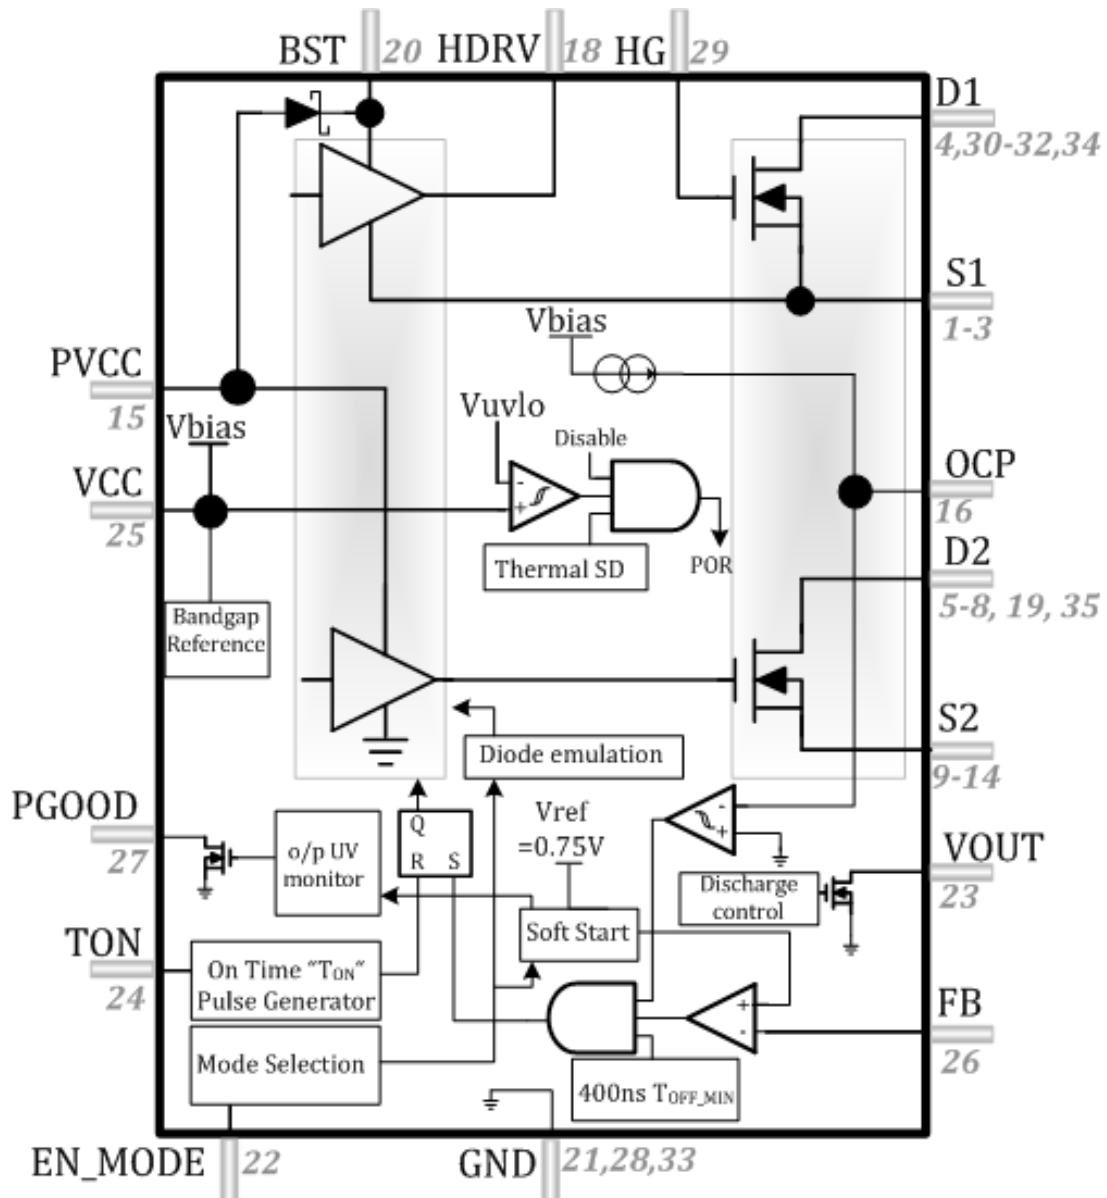 BST 20 HDRV 18 HG 29
D1
4,30-32,34
S1
1-3
Vbias
PVCC
15
Vbias
Vuvlo
Disable
VCC
25
-
+
OCP
16
Thermal SD
POR
D2
5-8, 19, 35
Bandgap
Reference
S2
9-14
Diode emulation
PGOOD
27
o/p UV
monitor
Q
R S
Vref
=0.75V
-
+
VOUT
23
Discharge
control
Soft Start
TON
24
On Time "TON"
Pulse Generator
+
-
FB
26
Mode Selection
400ns TOFF_MIN
EN_MODE 22
GND 21,28,33